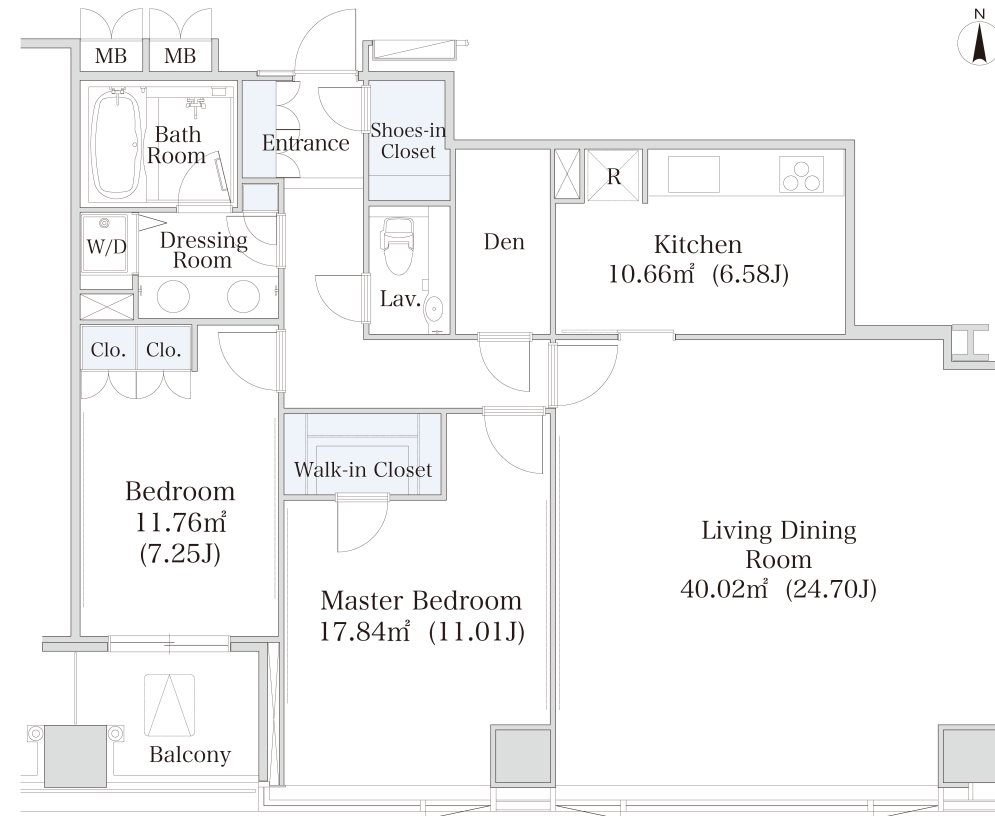 N
MB
MB
Bath
Room
Entrance
Shoes-in
Closet
R
W/D
Dressing
Room
Den
Kitchen
10.66㎡ (6.58J)
Lav.
Clo.
Clo.
Walk-in Closet
Bedroom
11.76㎡
(7.25J)
Living Dining
Room
40.02㎡ (24.70J)
Master Bedroom
17.84㎡ (11.01J)
Balcony